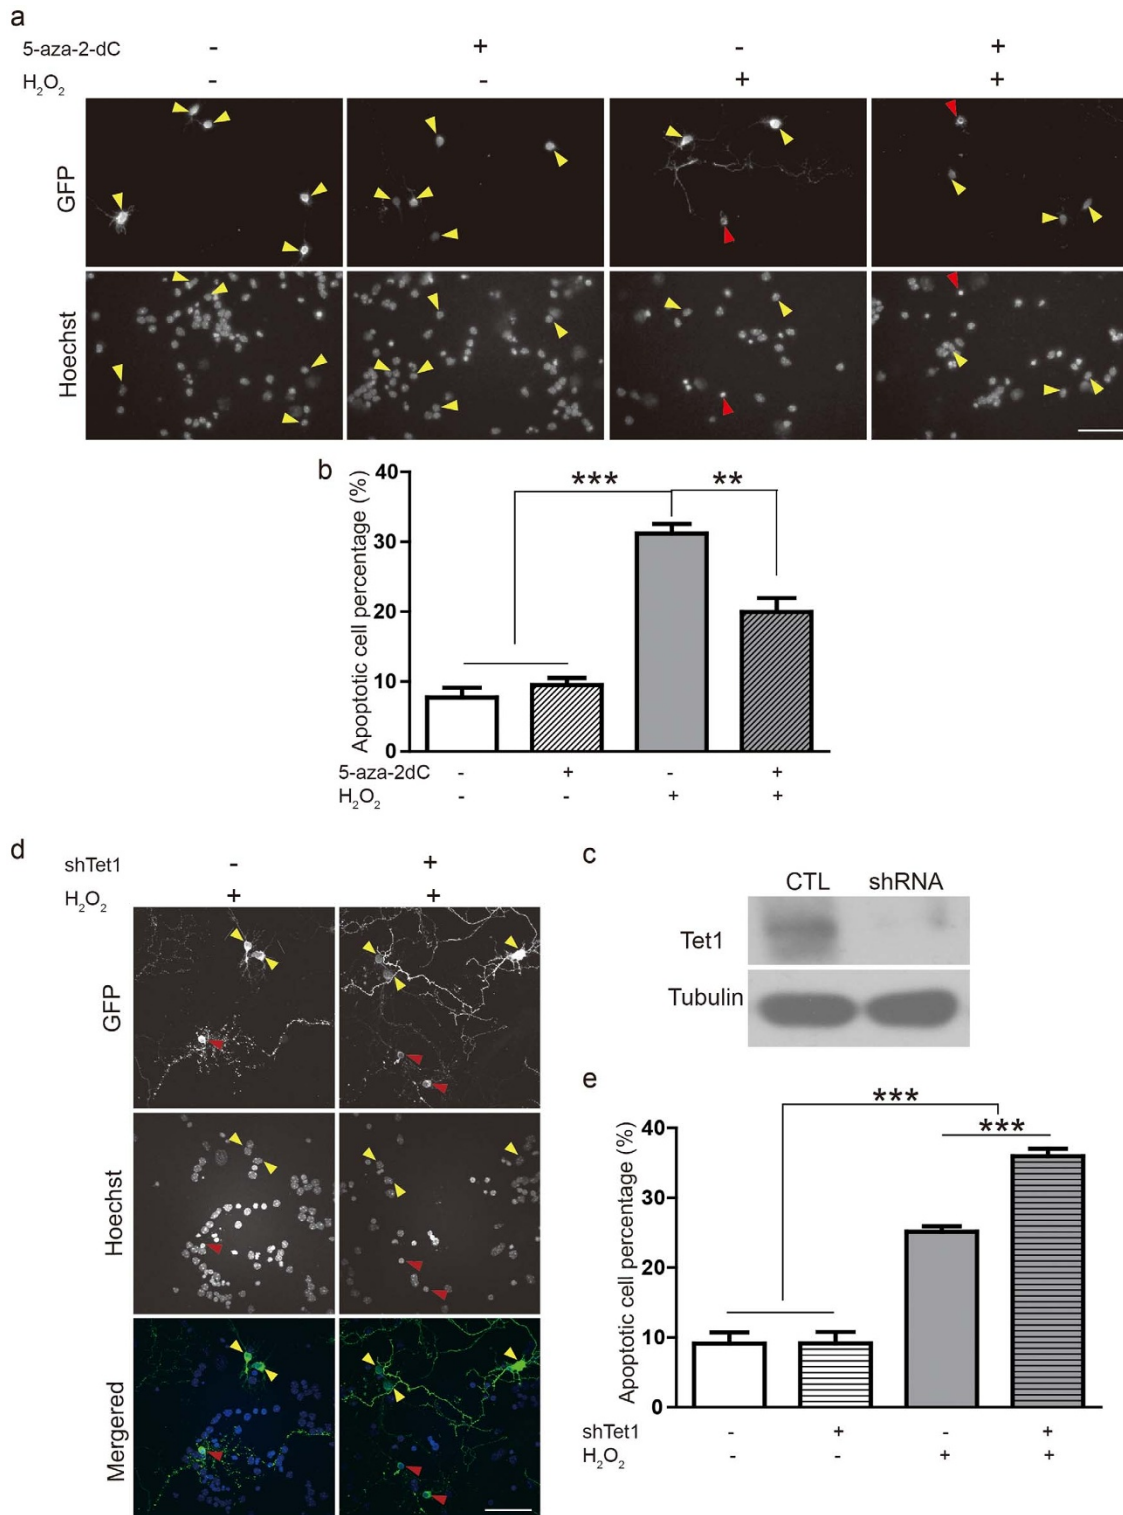 a
5-aza-2-dC - + - +
H₂O₂ - - + +
GFP
Hoechst
b
Apoptotic cell percentage (%)
40
30
20
10
0
*** **
5-aza-2dC - + - +
H₂O₂ - - + +
d
shTet1 - +
H₂O₂ + +
GFP
Hoechst
Mergered
c
CTL shRNA
Tet1
Tubulin
e
Apoptotic cell percentage (%)
40
30
20
10
0
***
***
shTet1 - + - +
H₂O₂ - - + +